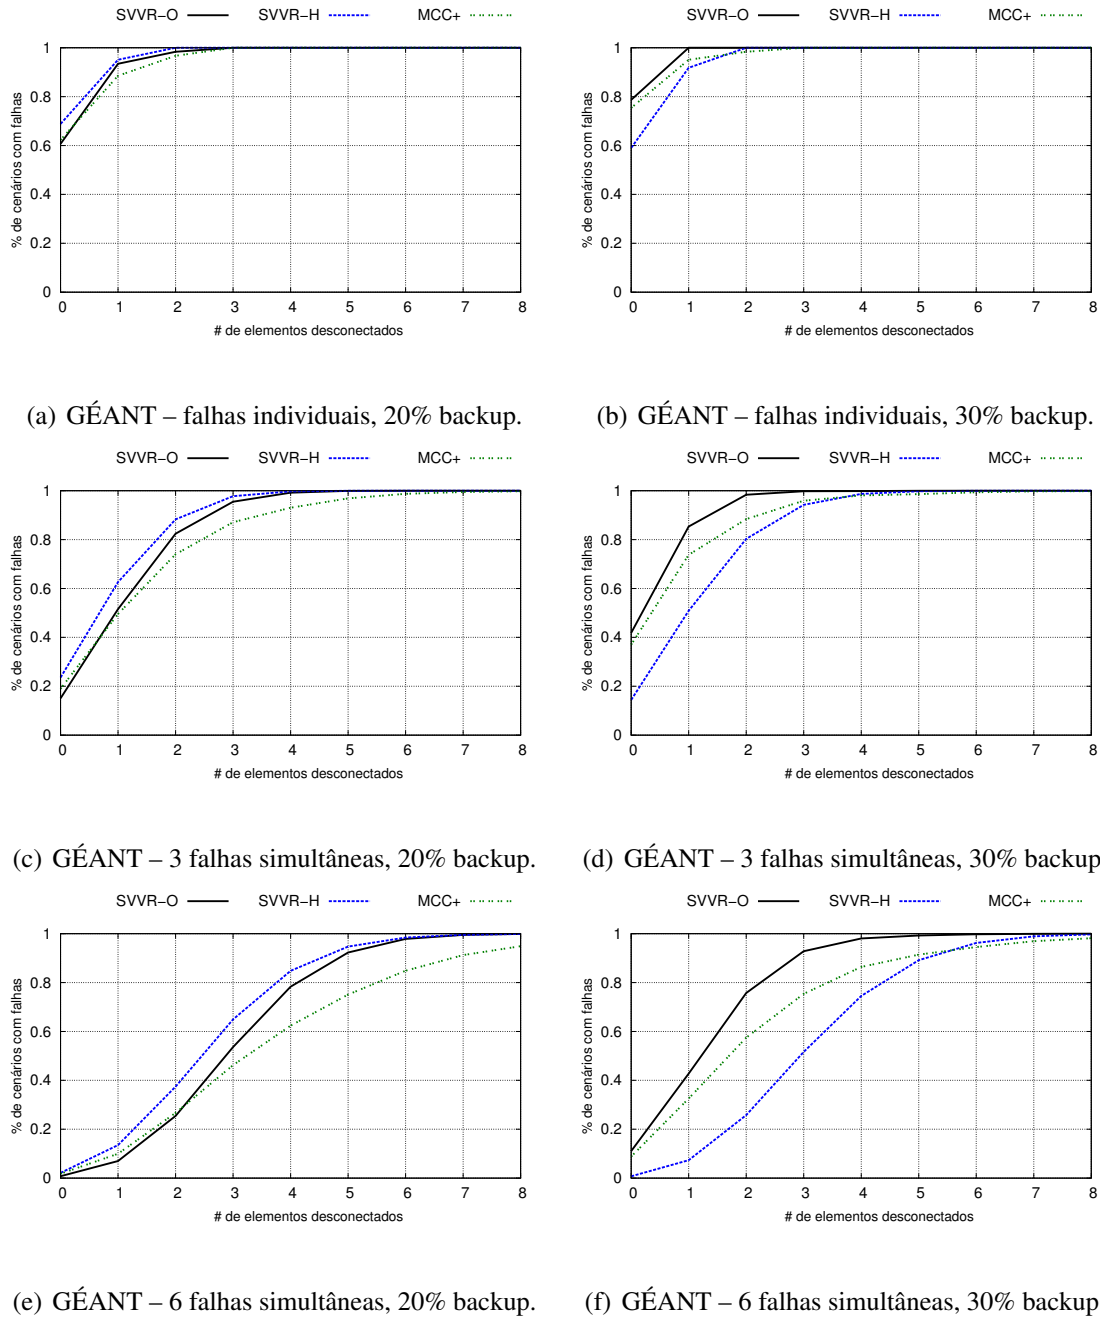 SVVR−O SVVR−H MCC+
% de cenários com falhas
1
0.8
0.6
0.4
0.2
0
0 1 2 3 4 5 6 7 8
# de elementos desconectados
(a) GÉANT – falhas individuais, 20% backup.
SVVR−O SVVR−H MCC+
% de cenários com falhas
1
0.8
0.6
0.4
0.2
0
0 1 2 3 4 5 6 7 8
# de elementos desconectados
(b) GÉANT – falhas individuais, 30% backup.
SVVR−O SVVR−H MCC+
% de cenários com falhas
1
0.8
0.6
0.4
0.2
0
0 1 2 3 4 5 6 7 8
# de elementos desconectados
(c) GÉANT – 3 falhas simultâneas, 20% backup.
SVVR−O SVVR−H MCC+
% de cenários com falhas
1
0.8
0.6
0.4
0.2
0
0 1 2 3 4 5 6 7 8
# de elementos desconectados
(d) GÉANT – 3 falhas simultâneas, 30% backup
SVVR−O SVVR−H MCC+
% de cenários com falhas
1
0.8
0.6
0.4
0.2
0
0 1 2 3 4 5 6 7 8
# de elementos desconectados
(e) GÉANT – 6 falhas simultâneas, 20% backup.
SVVR−O SVVR−H MCC+
% de cenários com falhas
1
0.8
0.6
0.4
0.2
0
0 1 2 3 4 5 6 7 8
# de elementos desconectados
(f) GÉANT – 6 falhas simultâneas, 30% backup